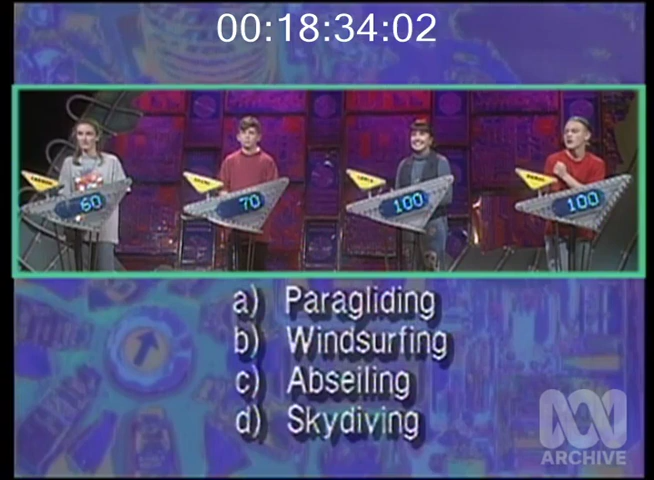 00:18:34:02
60
70
100
100
a) Paragliding
b) Windsurfing
c) Abseiling
d) Skydiving
ARCHIVE